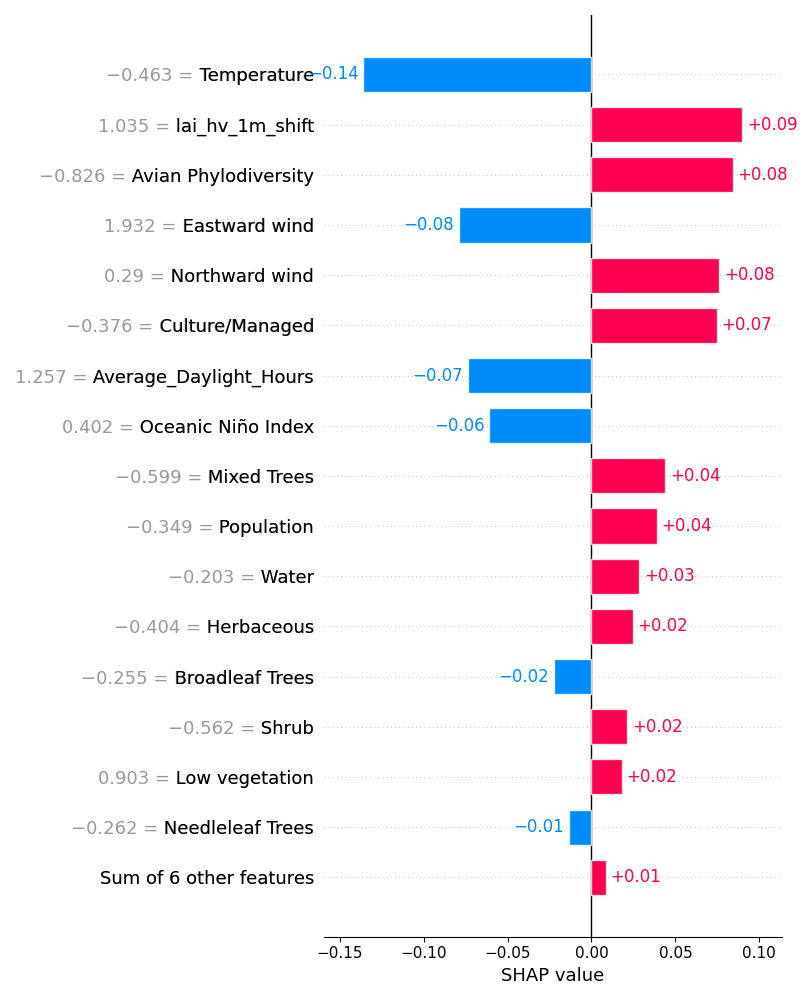 −0.463 = Temperature −0.14
1.035 = lai_hv_1m_shift +0.09
−0.826 = Avian Phylodiversity +0.08
1.932 = Eastward wind −0.08
0.29 = Northward wind +0.08
−0.376 = Culture/Managed +0.07
1.257 = Average_Daylight_Hours −0.07
0.402 = Oceanic Niño Index −0.06
−0.599 = Mixed Trees +0.04
−0.349 = Population +0.04
−0.203 = Water +0.03
−0.404 = Herbaceous +0.02
−0.255 = Broadleaf Trees −0.02
−0.562 = Shrub +0.02
0.903 = Low vegetation +0.02
−0.262 = Needleleaf Trees −0.01
Sum of 6 other features +0.01
−0.15 −0.10 −0.05 0.00 0.05 0.10
SHAP value